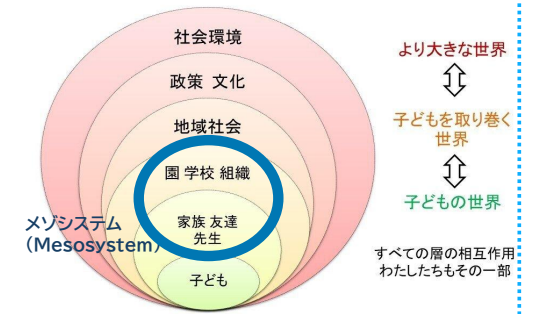 社会環境
政策 文化
地域社会
園 学校 組織
家族 友達
先生
子ども
メゾシステム
(Mesosystem)
より大きな世界
子どもを取り巻く
世界
子どもの世界
すべての層の相互作用
わたしたちもその一部